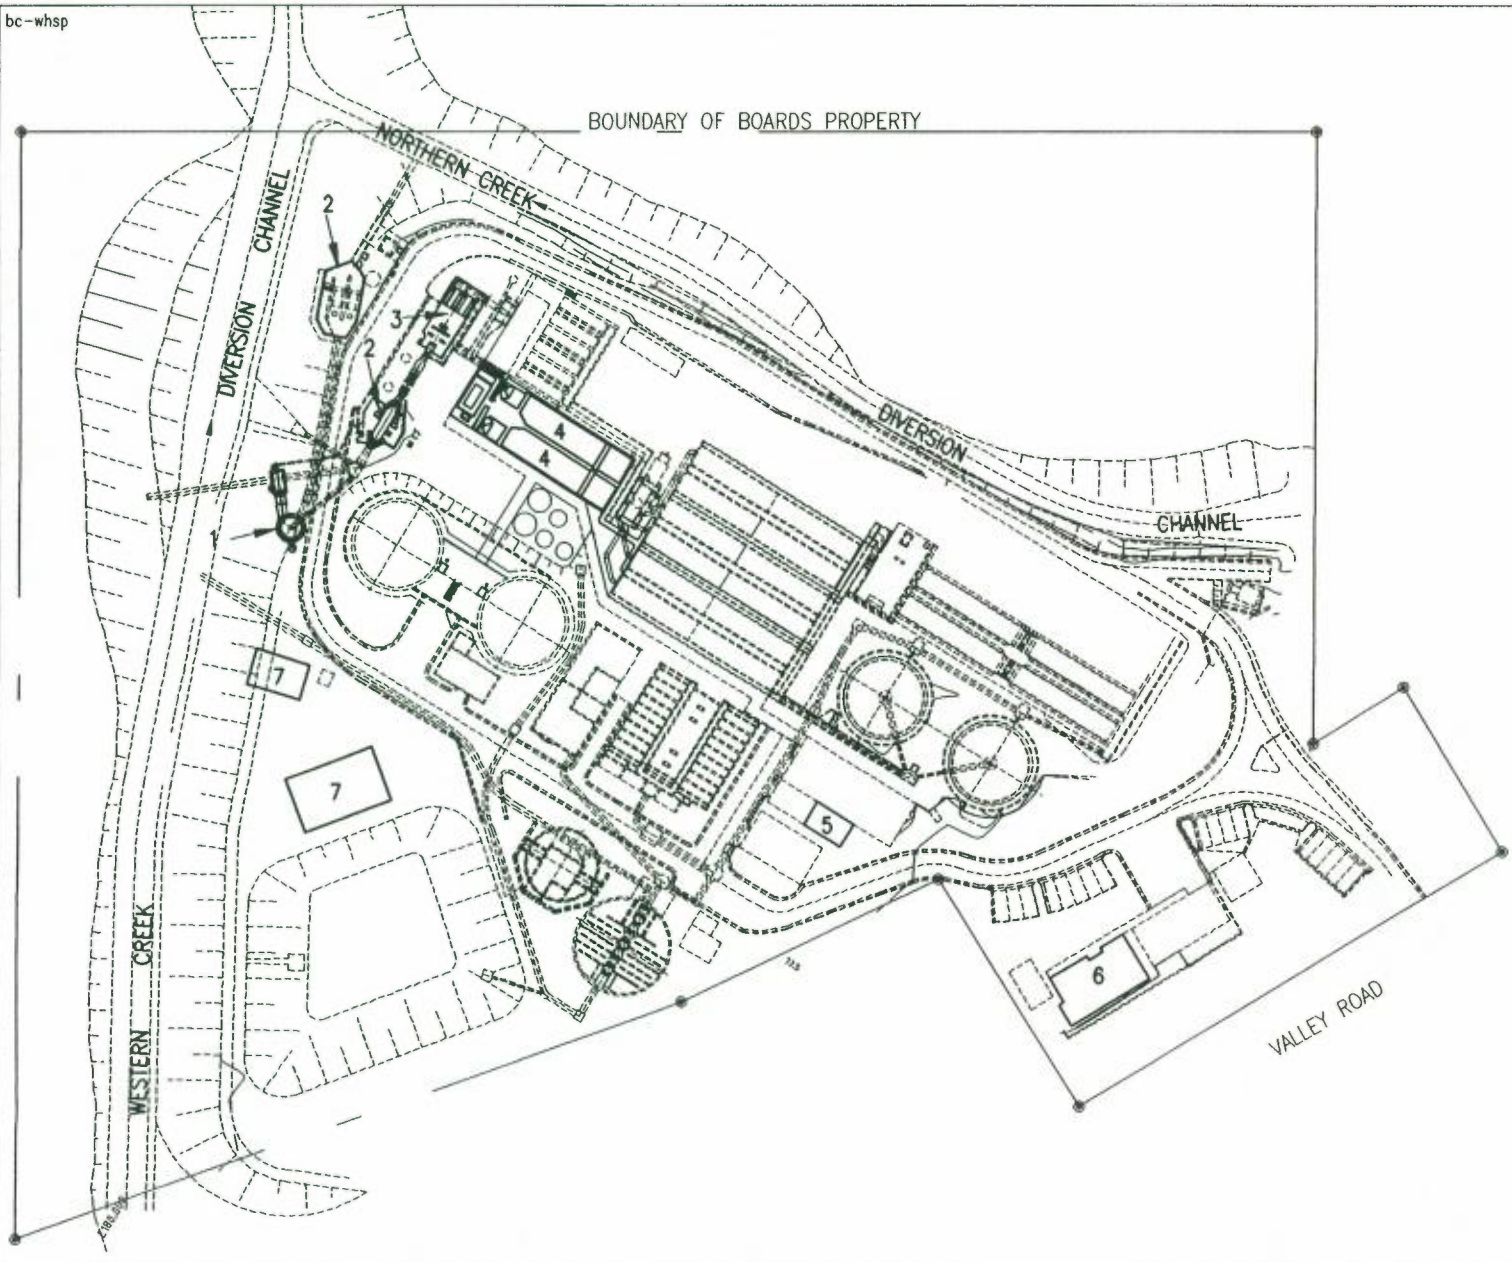 bc-whsp
BOUNDARY OF BOARDS PROPERTY
NORTHERN CREEK
DIVERSION CHANNEL
2
3
2
4
4
1
DIVERSION
CHANNEL
7
7
5
6
WESTERN CREEK
VALLEY ROAD